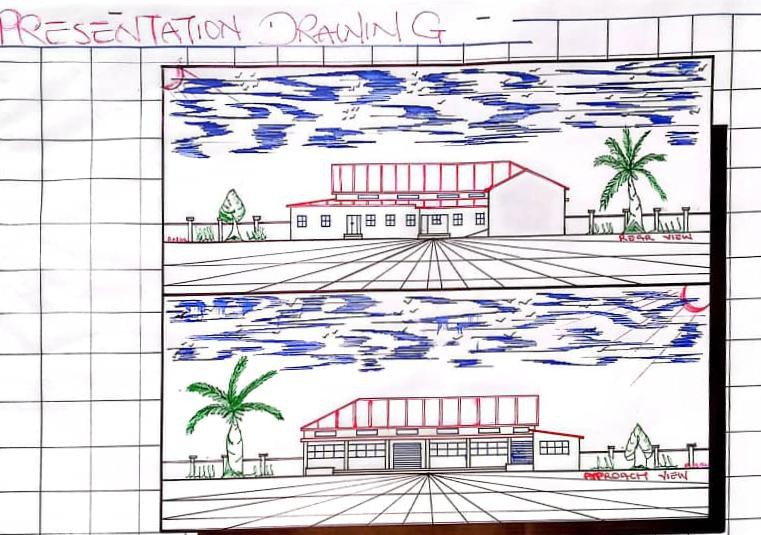 PRESENTATION DRAWING -
REAR VIEW
APPROACH VIEW